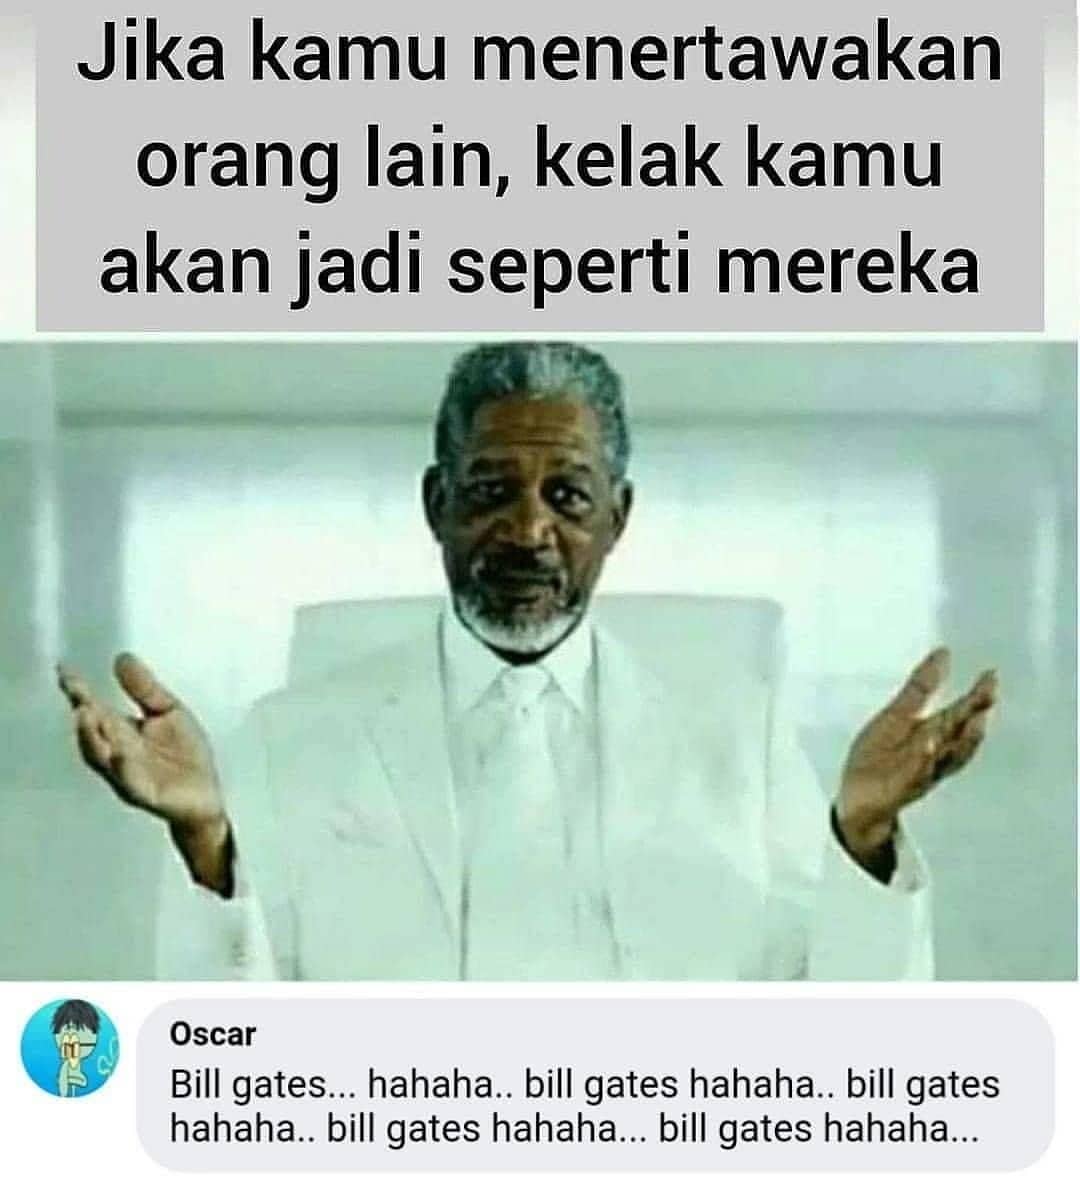 Jika kamu menertawakan
orang lain, kelak kamu
akan jadi seperti mereka
Oscar
Bill gates... hahaha.. bill gates hahaha.. bill gates
hahaha.. bill gates hahaha... bill gates hahaha...